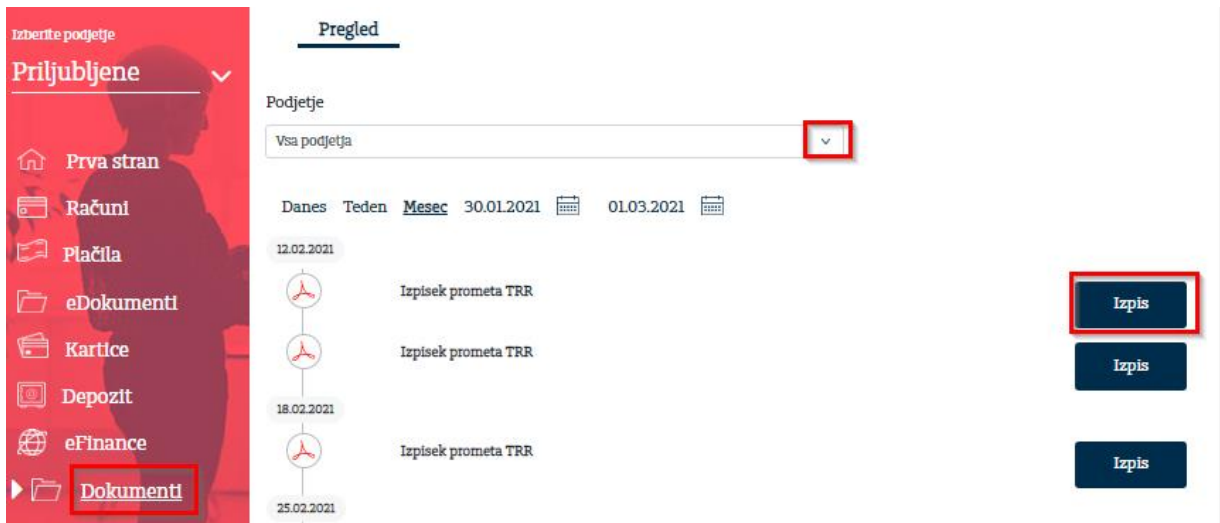 Izberite podjetje
Priljubljene
Prva stran
Računi
Plačila
eDokumenti
Kartice
Depozit
eFinance
Dokumenti
Pregled
Podjetje
Vsa podjetja
Danes Teden Mesec 30.01.2021 01.03.2021
12.02.2021
Izpisek prometa TRR Izpis
Izpisek prometa TRR Izpis
18.02.2021
Izpisek prometa TRR Izpis
25.02.2021